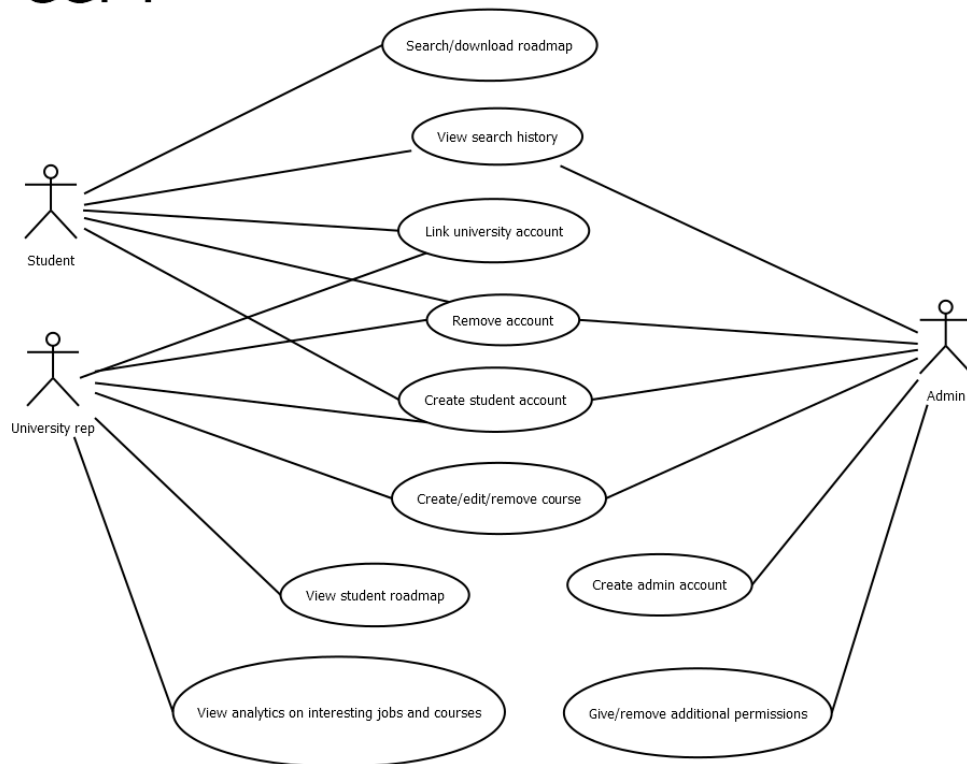 Search/download roadmap
View search history
Link university account
Student
Remove account
Create student account
Admin
University rep
Create/edit/remove course
View student roadmap
Create admin account
View analytics on interesting jobs and courses
Give/remove additional permissions